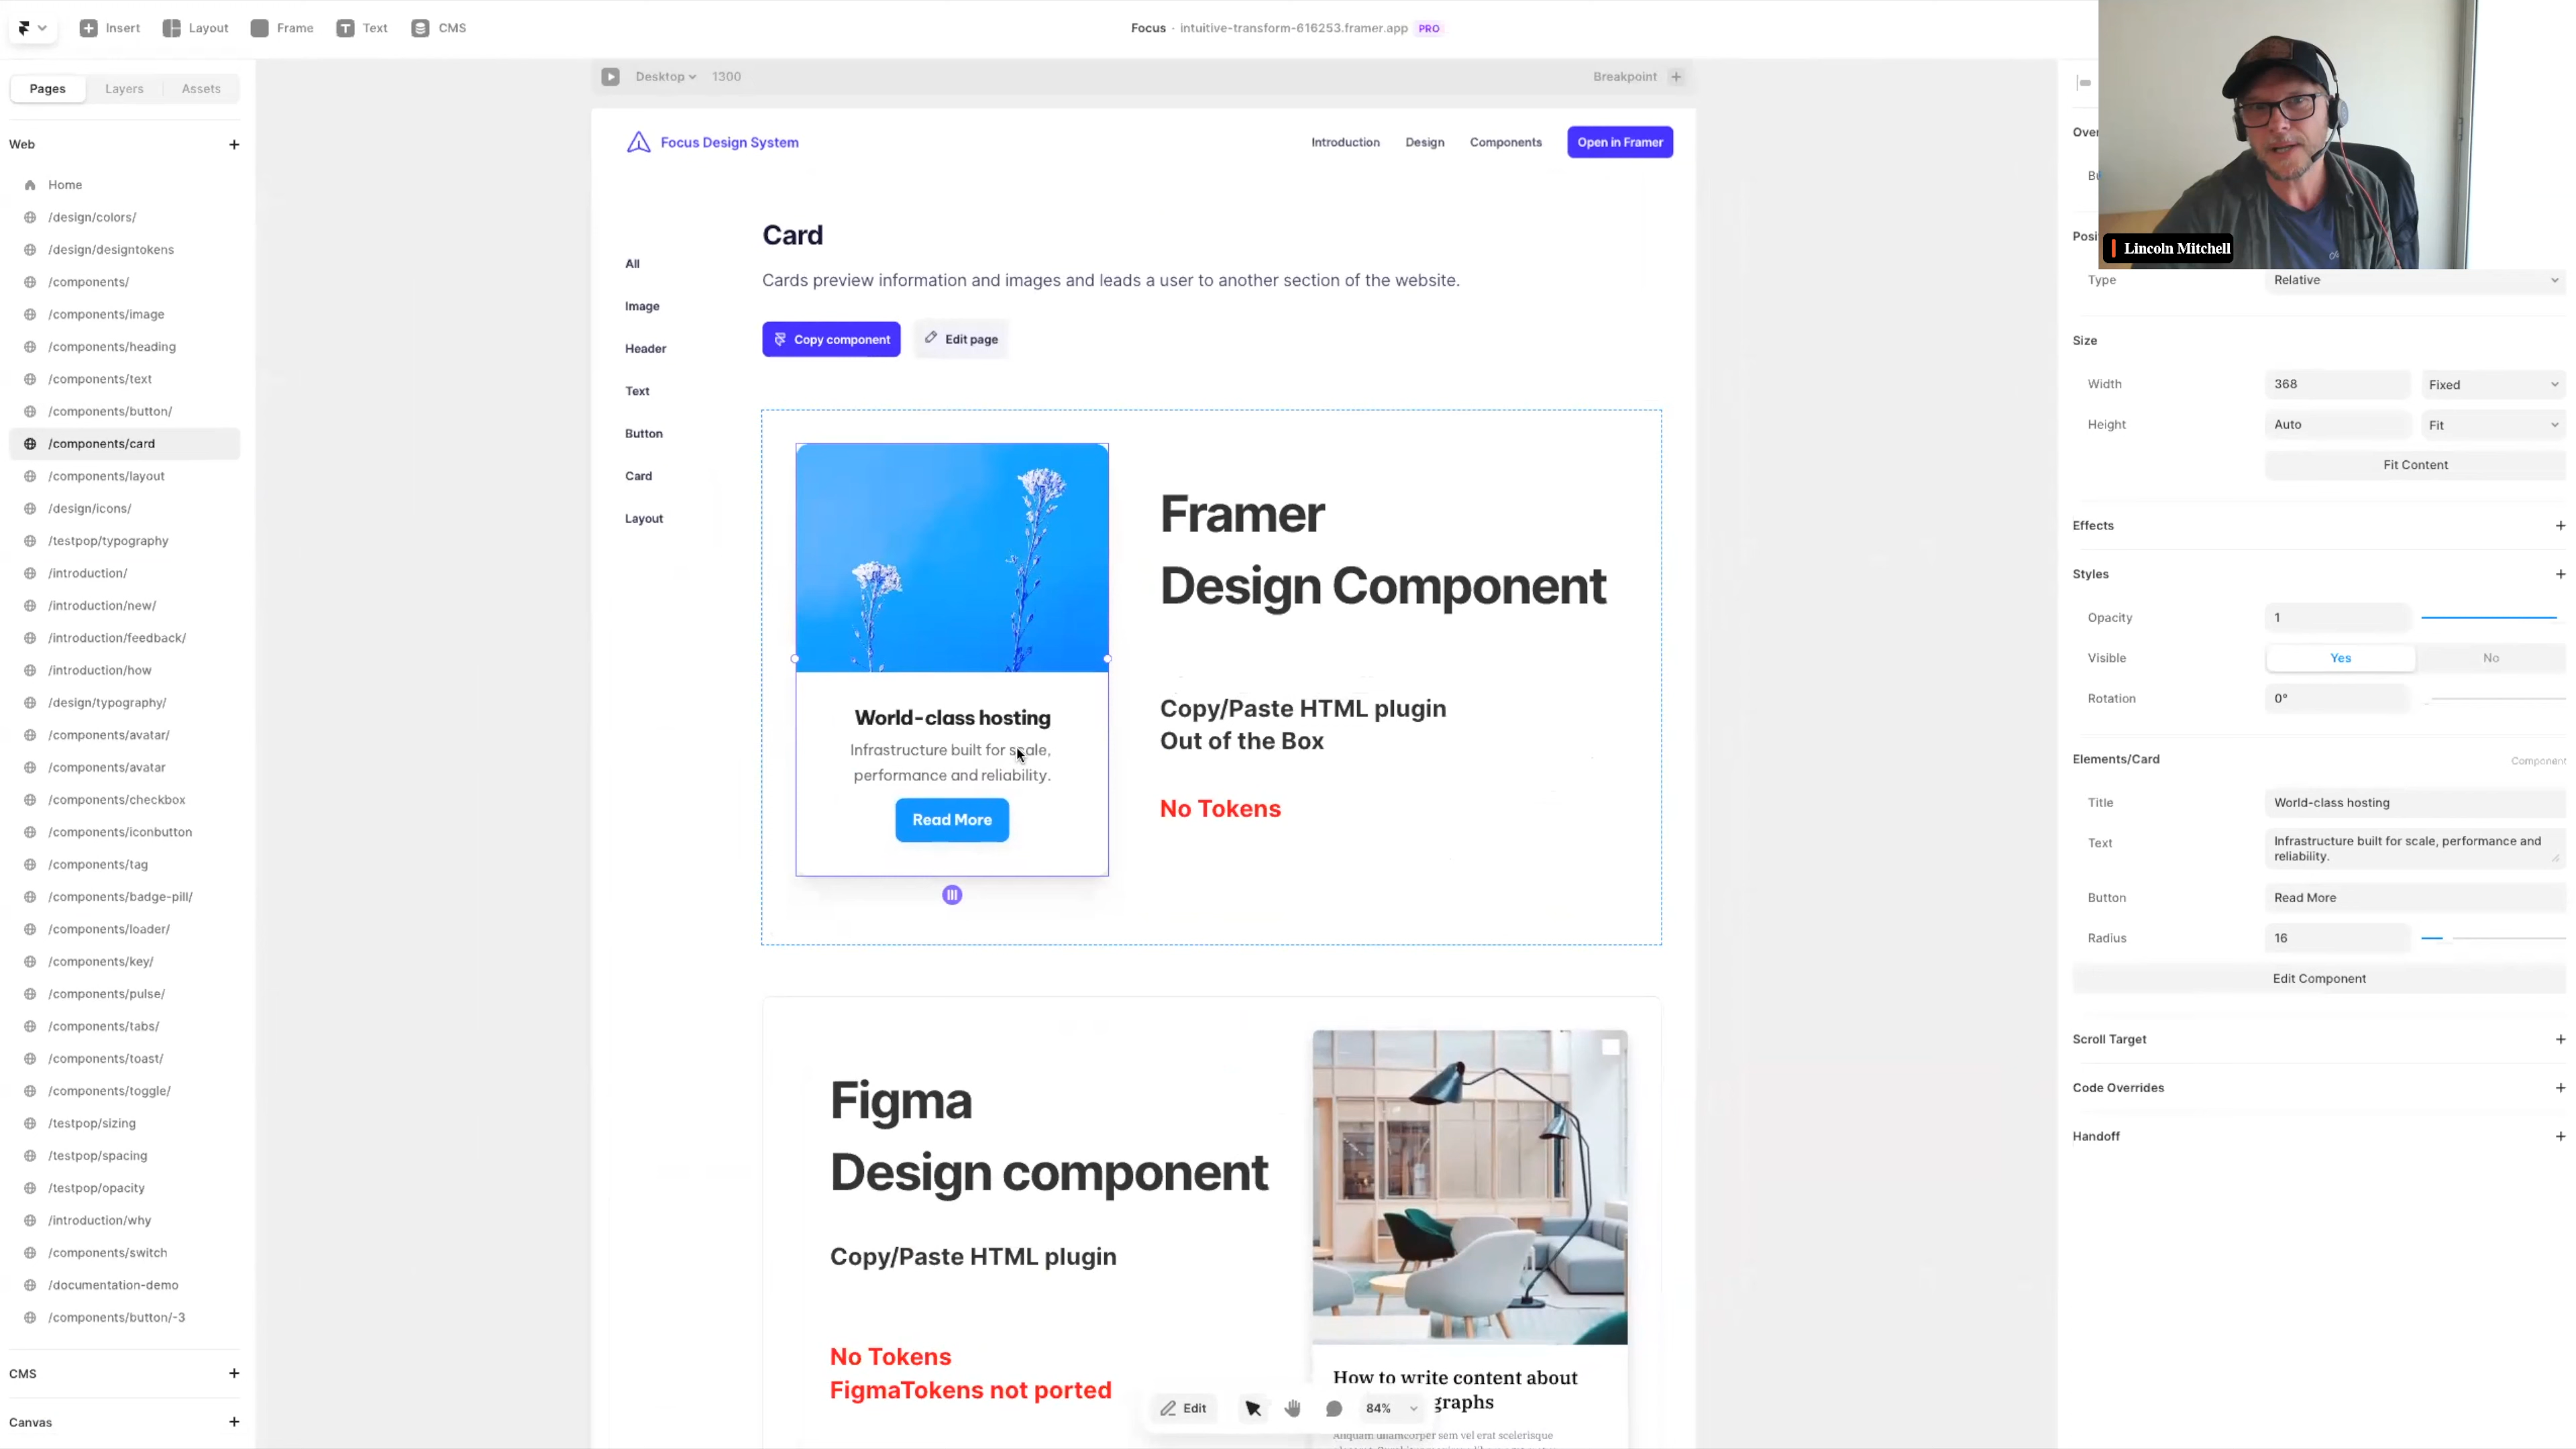 Insert
Layout
Frame
Text
CMS
Focus · intuitive-transform-616253.framer.app PRO
Pages
Layers
Assets
Web
Home
/design/colors/
/design/designtokens
/components/
/components/image
/components/heading
/components/text
/components/button/
/components/card
/components/layout
/design/icons/
/testpop/typography
/introduction/
/introduction/new/
/introduction/feedback/
/introduction/how
/design/typography/
/components/avatar/
/components/avatar
/components/checkbox
/components/iconbutton
/components/tag
/components/badge-pill/
/components/loader/
/components/key/
/components/pulse/
/components/tabs/
/components/toast/
/components/toggle/
/testpop/sizing
/testpop/spacing
/testpop/opacity
/introduction/why
/components/switch
/documentation-demo
/components/button/-3
CMS
Canvas
Desktop
1300
Breakpoint
Focus Design System
Introduction
Design
Components
Open in Framer
All
Image
Header
Text
Button
Card
Layout
Card
Cards preview information and images and leads a user to another section of the website.
Copy component
Edit page
World-class hosting
Infrastructure built for scale,
performance and reliability.
Read More
Framer
Design Component
Copy/Paste HTML plugin
Out of the Box
No Tokens
Figma
Design component
Copy/Paste HTML plugin
No Tokens
FigmaTokens not ported
How to write content about
graphs
Aliquam ullamcorper sem vel erat scelerisque
Edit
84%
Lincoln Mitchell
Type
Relative
Size
Width
368
Fixed
Height
Auto
Fit
Fit Content
Effects
Styles
Opacity
1
Visible
Yes
No
Rotation
0°
Elements/Card
Component
Title
World-class hosting
Text
Infrastructure built for scale, performance and
reliability.
Button
Read More
Radius
16
Edit Component
Scroll Target
Code Overrides
Handoff